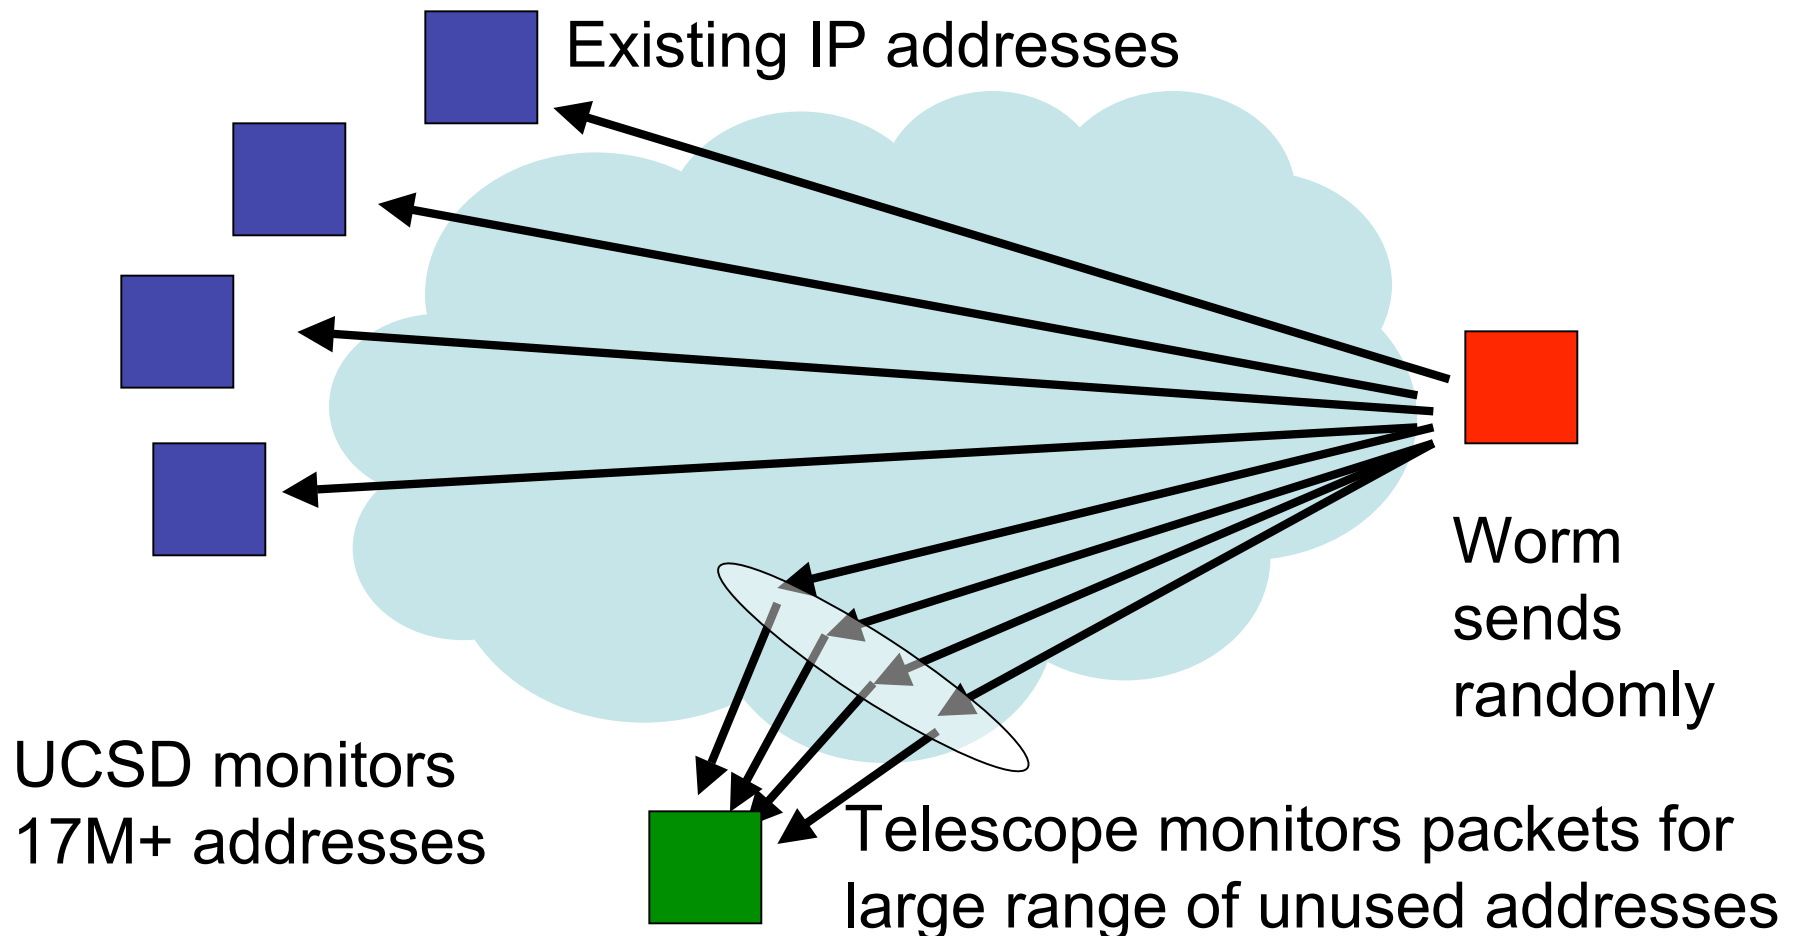 Existing IP addresses
Worm
sends
randomly
UCSD monitors
17M+ addresses
Telescope monitors packets for
large range of unused addresses